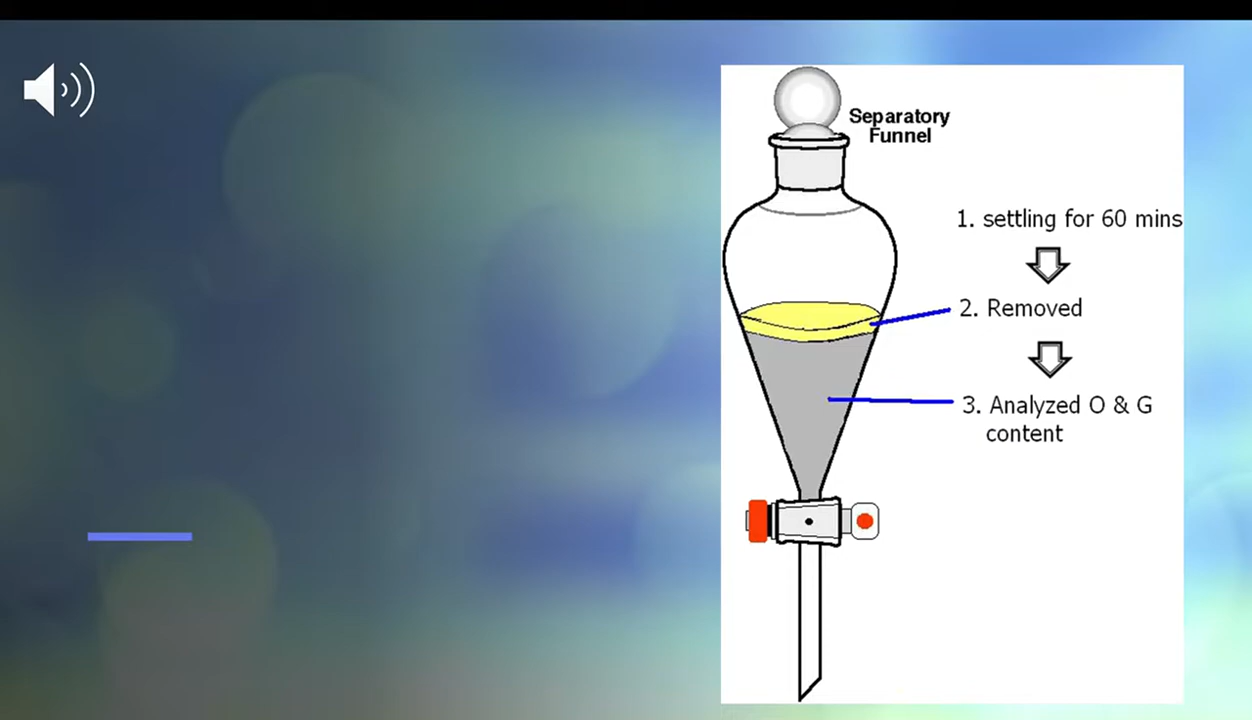 Separatory
Funnel
1. settling for 60 mins
2. Removed
3. Analyzed O & G
content